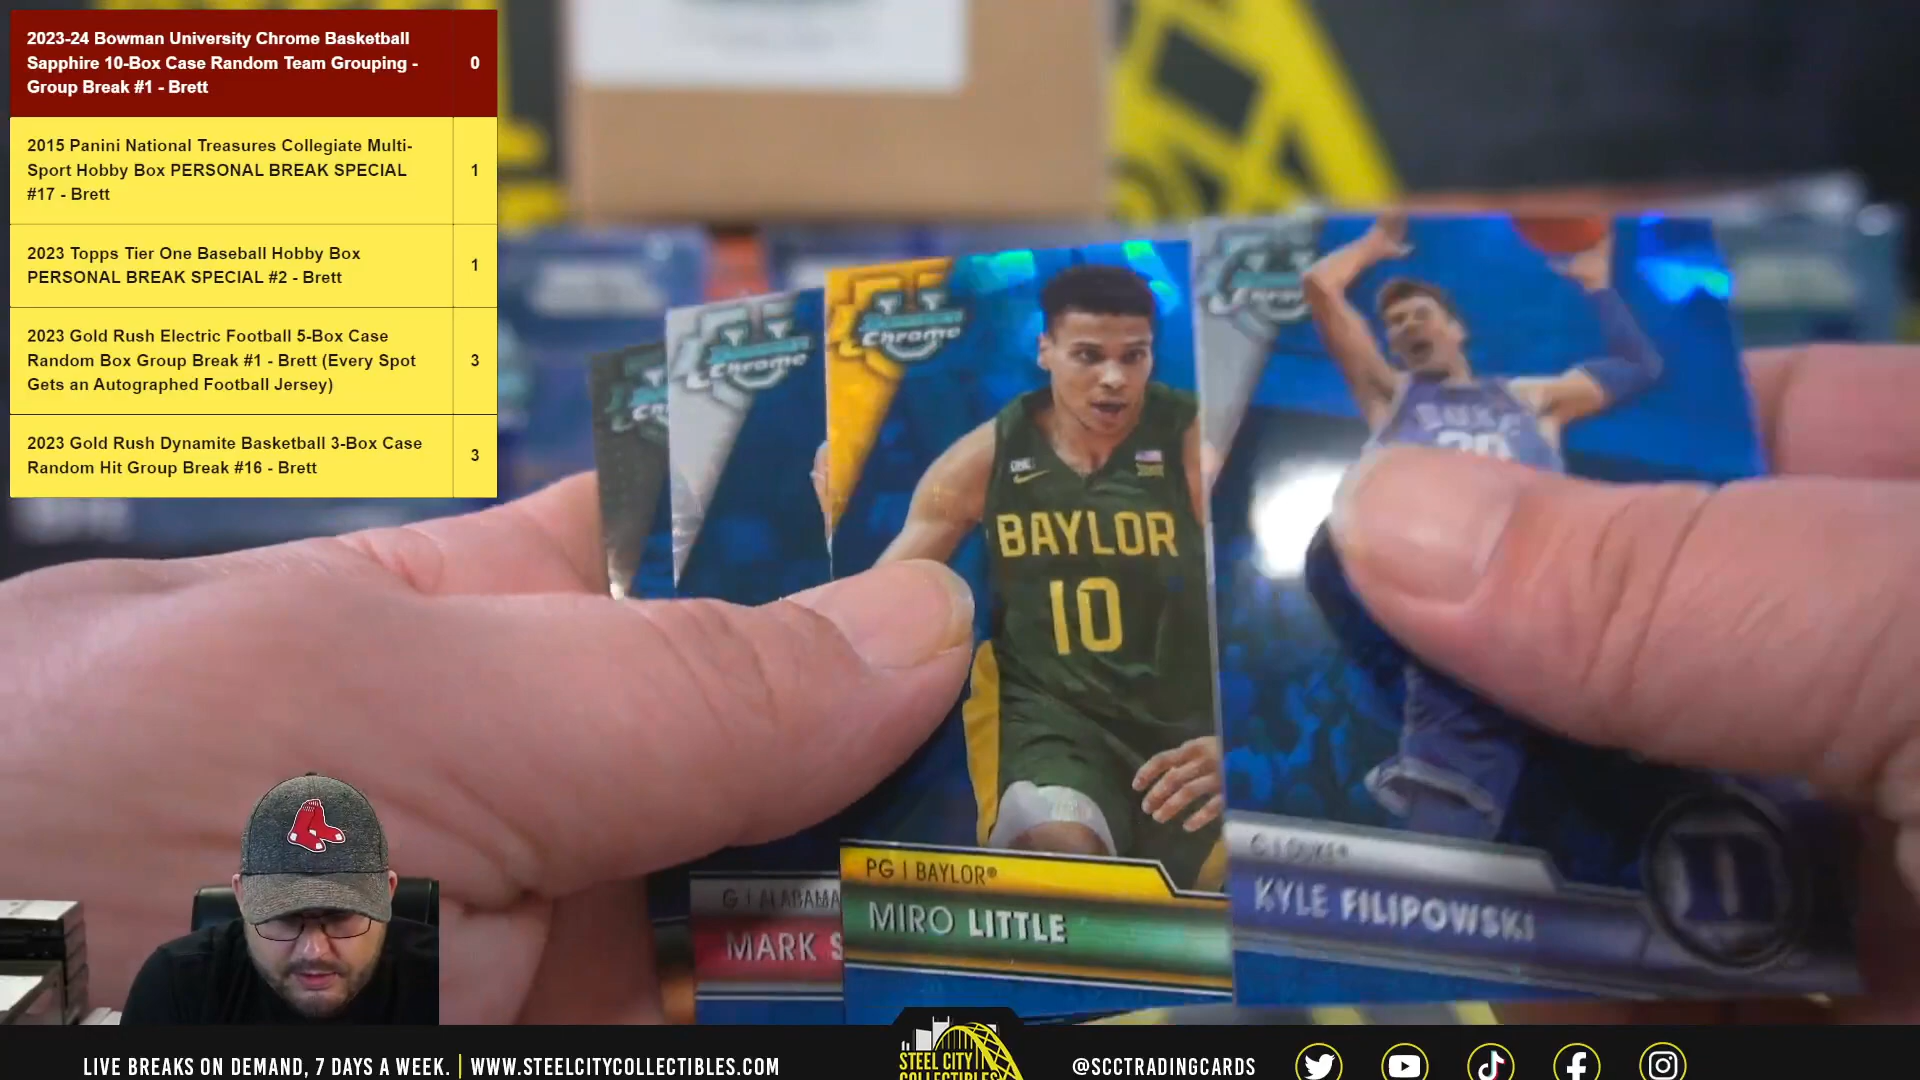 2023-24 Bowman University Chrome Basketball
Sapphire 10-Box Case Random Team Grouping -
Group Break #1 - Brett
0
2015 Panini National Treasures Collegiate Multi-
Sport Hobby Box PERSONAL BREAK SPECIAL
#17 - Brett
1
2023 Topps Tier One Baseball Hobby Box
PERSONAL BREAK SPECIAL #2 - Brett
1
2023 Gold Rush Electric Football 5-Box Case
Random Box Group Break #1 - Brett (Every Spot
Gets an Autographed Football Jersey)
3
2023 Gold Rush Dynamite Basketball 3-Box Case
Random Hit Group Break #16 - Brett
3
Chrome
Bowman
Chrome
BAYLOR
10
DUKE
G | ALABAMA
MARK S
PG | BAYLOR®
MIRO LITTLE
C | DUKE®
KYLE FILIPOWSKI
LIVE BREAKS ON DEMAND, 7 DAYS A WEEK. | WWW.STEELCITYCOLLECTIBLES.COM
STEEL CITY
COLLECTIBLES
@SCCTRADINGCARDS